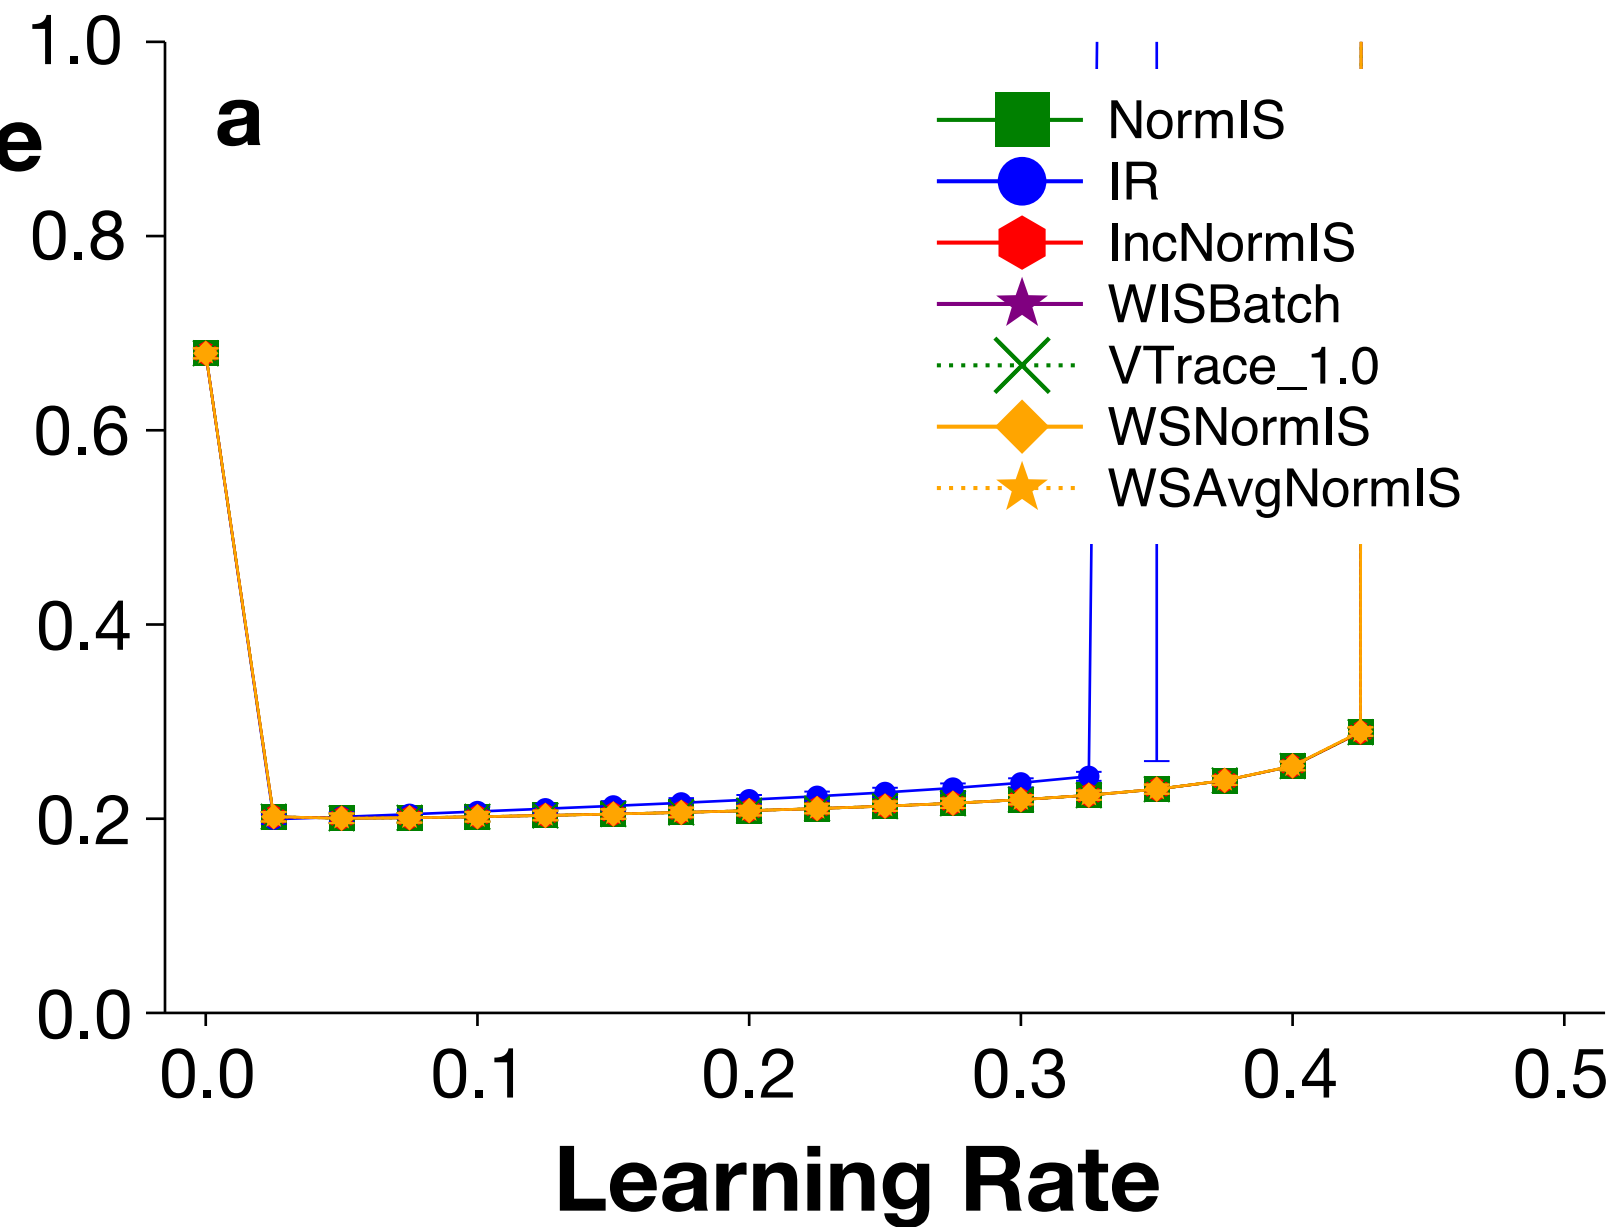 1.0
e
a
0.8
0.6
0.4
0.2
0.0
NormIS
IR
IncNormIS
WISBatch
VTrace_1.0
WSNormIS
WSAvgNormIS
0.0 0.1 0.2 0.3 0.4 0.5
Learning Rate